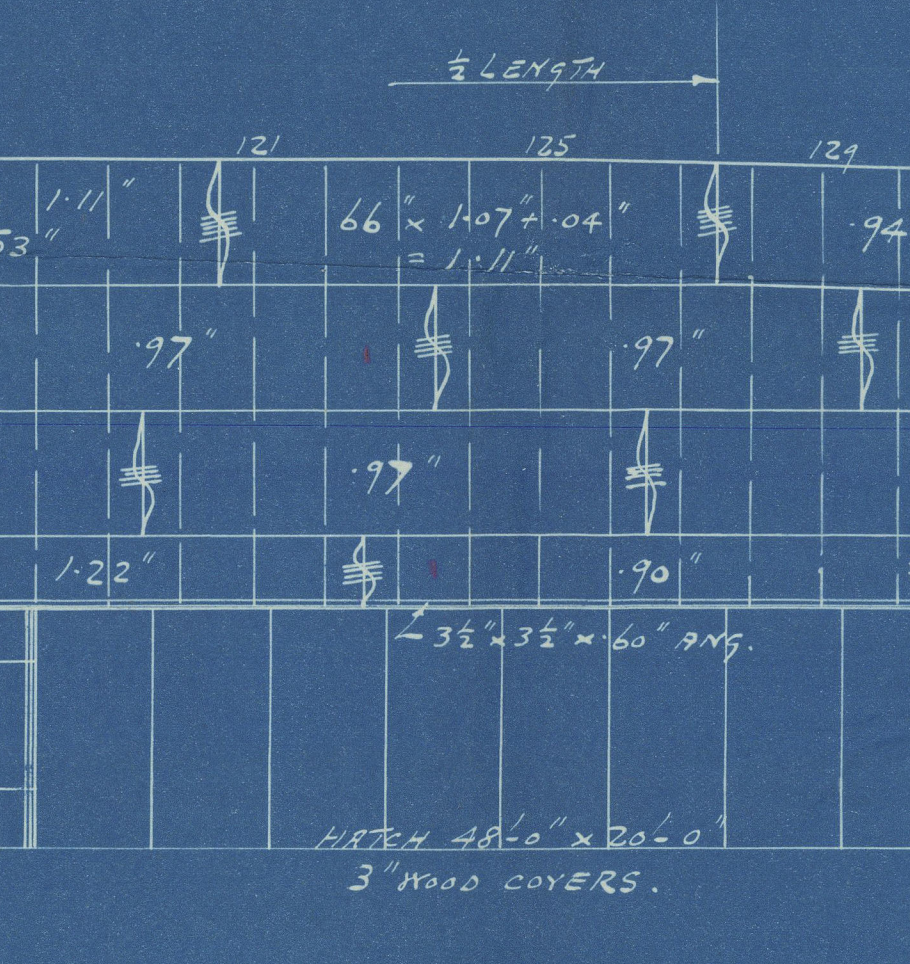 ½ LENGTH
121 125 129
1·11" 66" x 1·07" + ·04" ·94
53" = 1·11"
·97" ·97"
·97"
1·22" ·90"
3½" x 3½" x ·60" ANG.
HATCH 48'-0" x 20'-0"
3" WOOD COVERS.